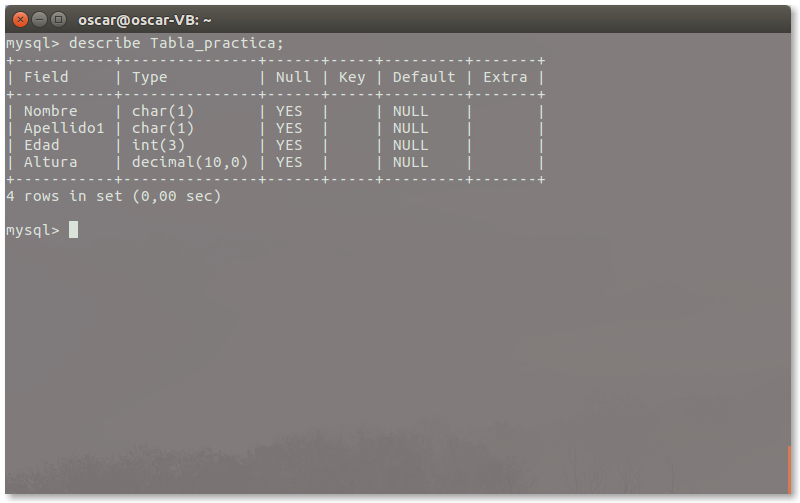 oscar@oscar-VB: ~
mysql> describe Tabla_practica;
+-----------+---------------+------+-----+---------+-------+
| Field     | Type          | Null | Key | Default | Extra |
+-----------+---------------+------+-----+---------+-------+
| Nombre    | char(1)       | YES  |     | NULL    |       |
| Apellido1 | char(1)       | YES  |     | NULL    |       |
| Edad      | int(3)        | YES  |     | NULL    |       |
| Altura    | decimal(10,0) | YES  |     | NULL    |       |
+-----------+---------------+------+-----+---------+-------+
4 rows in set (0,00 sec)
mysql>